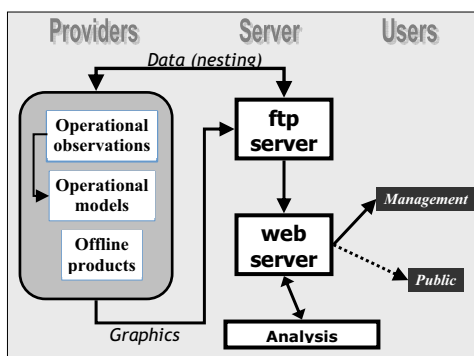 Providers Server Users
Data (nesting)
Operational
observations
Operational
models
Offline
products
ftp
server
web
server
Management
Public
Graphics
Analysis